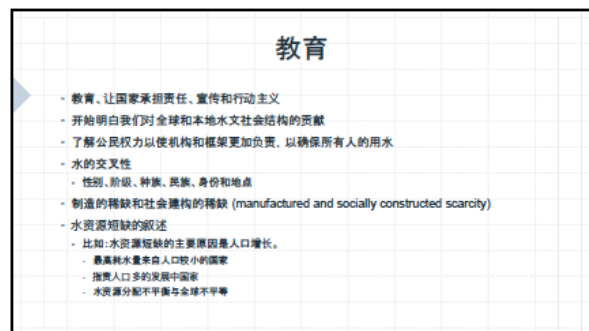 教育
- 教育、让国家承担责任、宣传和行动主义
- 开始明白我们对全球和本地水文社会结构的贡献
- 了解公民权力以使机构和框架更加负责，以确保所有人的用水
- 水的交叉性
- 性别、阶级、种族、民族、身份和地点
- 制造的稀缺和社会建构的稀缺 (manufactured and socially constructed scarcity)
- 水资源短缺的叙述
- 比如：水资源短缺的主要原因是人口增长。
- 最高耗水量来自人口较小的国家
- 指责人口多的发展中国家
- 水资源分配不平衡与全球不平等